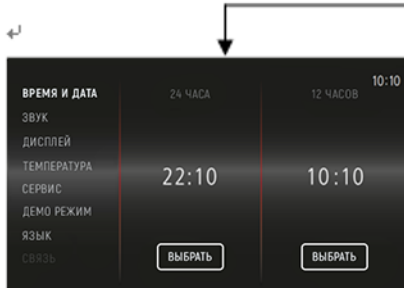 10:10
ВРЕМЯ И ДАТА
24 ЧАСА
12 ЧАСОВ
ЗВУК
ДИСПЛЕЙ
ТЕМПЕРАТУРА
22:10
10:10
СЕРВИС
ДЕМО РЕЖИМ
ЯЗЫК
СВЯЗЬ
ВЫБРАТЬ
ВЫБРАТЬ